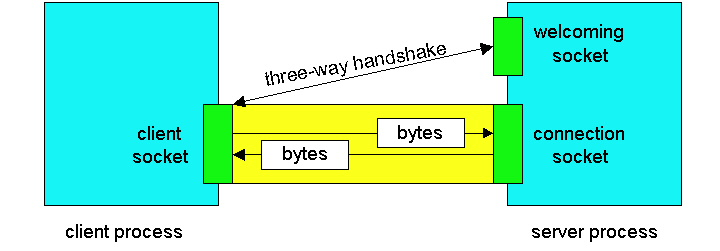 welcoming
socket
three-way handshake
client
socket
bytes
bytes
connection
socket
client process
server process